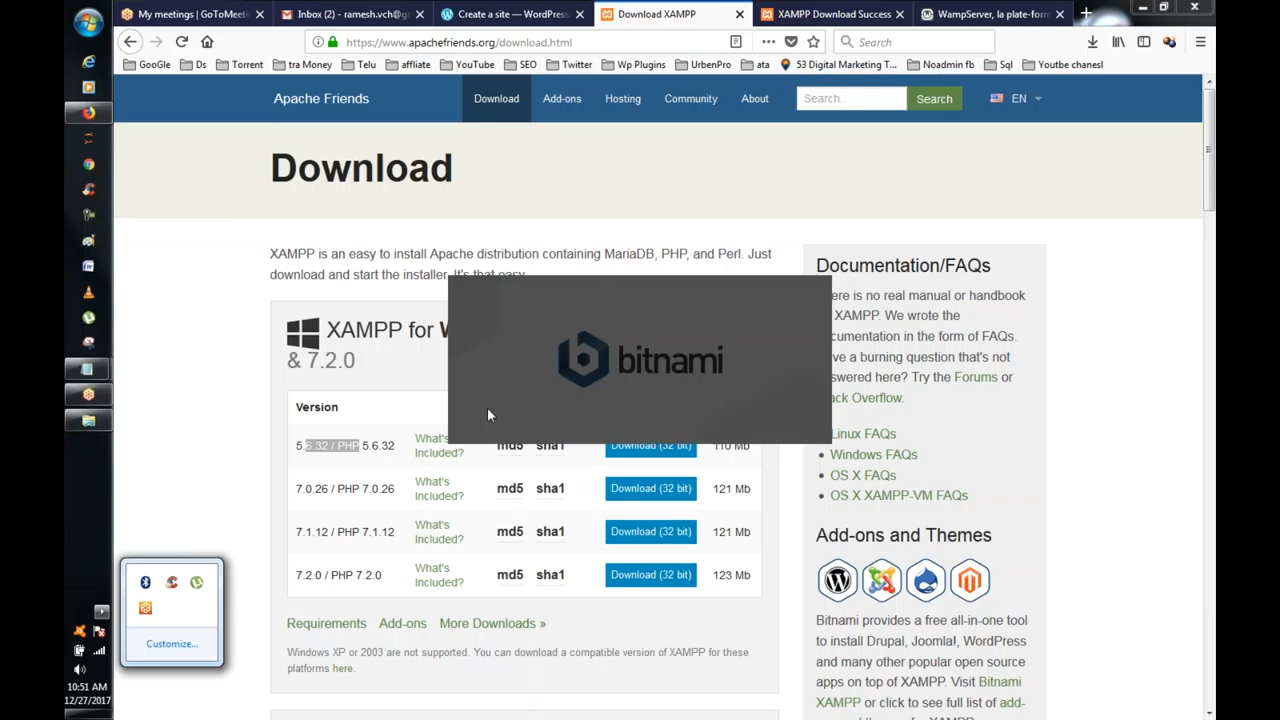 My meetings | GoToMeeti
Inbox (2) - ramesh.vch@g
Create a site — WordPress
Download XAMPP
XAMPP Download Success
WampServer, la plate-form
https://www.apachefriends.org/download.html
Search
GooGle
Ds
Torrent
tra Money
Telu
affliate
YouTube
SEO
Twitter
Wp Plugins
UrbenPro
ata
53 Digital Marketing T...
Noadmin fb
Sql
Youtbe chanesl
Apache Friends
Download
Add-ons
Hosting
Community
About
Search..
Search
EN
Download
XAMPP is an easy to install Apache distribution containing MariaDB, PHP, and Perl. Just
download and start the installer. It's that easy.
XAMPP for
& 7.2.0
bitnami
Version
5.6.32 / PHP 5.6.32
What's
Included?
md5
sha1
Download (32 bit)
110 Mb
7.0.26 / PHP 7.0.26
What's
Included?
md5
sha1
Download (32 bit)
121 Mb
7.1.12 / PHP 7.1.12
What's
Included?
md5
sha1
Download (32 bit)
121 Mb
7.2.0 / PHP 7.2.0
What's
Included?
md5
sha1
Download (32 bit)
123 Mb
Requirements
Add-ons
More Downloads »
Windows XP or 2003 are not supported. You can download a compatible version of XAMPP for these
platforms here.
Documentation/FAQs
ere is no real manual or handbook
XAMPP. We wrote the
cumentation in the form of FAQs.
ve a burning question that's not
swered here? Try the Forums or
ack Overflow.
Linux FAQs
Windows FAQs
OS X FAQs
OS X XAMPP-VM FAQs
Add-ons and Themes
Bitnami provides a free all-in-one tool
to install Drupal, Joomla!, WordPress
and many other popular open source
apps on top of XAMPP. Visit Bitnami
XAMPP or click to see full list of add-
Customize...
10:51 AM
12/27/2017